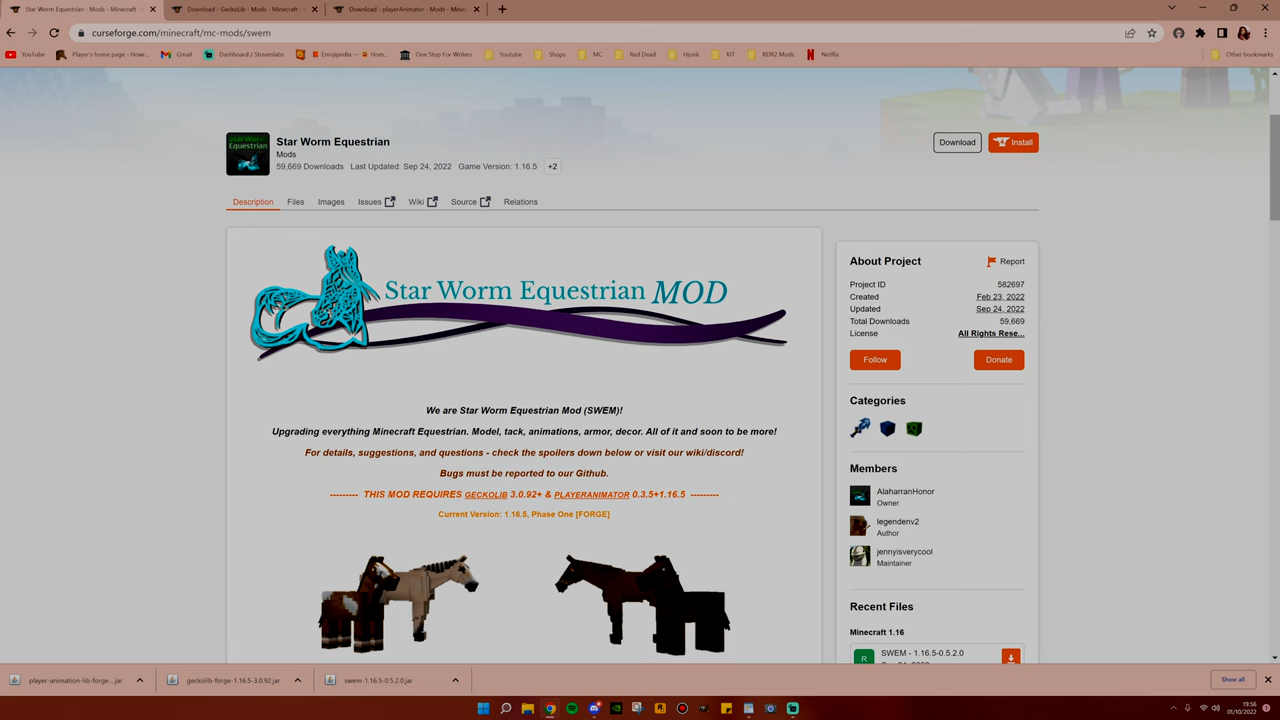 Star Worm Equestrian - Mods - Minecraft
Download - GeckoLib - Mods - Minecraft
Download - playerAnimator - Mods - Minec
curseforge.com/minecraft/mc-mods/swem
YouTube
Player's home page - Howr...
Gmail
Dashboard / Streamlabs
Emojipedia — Hom...
One Stop For Writers
Youtube
Shops
MC
Red Dead
Hjonk
KIT
RDR2 Mods
Netflix
Other bookmarks
Star Worm Equestrian
Mods
59,669 Downloads Last Updated: Sep 24, 2022 Game Version: 1.16.5 +2
Download
Install
Description Files Images Issues Wiki Source Relations
Star Worm Equestrian MOD
We are Star Worm Equestrian Mod (SWEM)!
Upgrading everything Minecraft Equestrian. Model, tack, animations, armor, decor. All of it and soon to be more!
For details, suggestions, and questions - check the spoilers down below or visit our wiki/discord!
Bugs must be reported to our Github.
--------- THIS MOD REQUIRES GECKOLIB 3.0.92+ & PLAYERANIMATOR 0.3.5+1.16.5 ---------
Current Version: 1.16.5, Phase One [FORGE]
About Project
Report
Project ID 582697
Created Feb 23, 2022
Updated Sep 24, 2022
Total Downloads 59,669
License All Rights Rese...
Follow
Donate
Categories
Members
AlaharranHonor
Owner
legendenv2
Author
jennyisverycool
Maintainer
Recent Files
Minecraft 1.16
R
SWEM - 1.16.5-0.5.2.0
player-animation-lib-forge....jar
geckolib-forge-1.16.5-3.0.92.jar
swem-1.16.5-0.5.2.0.jar
Show all
19:56
01/10/2022